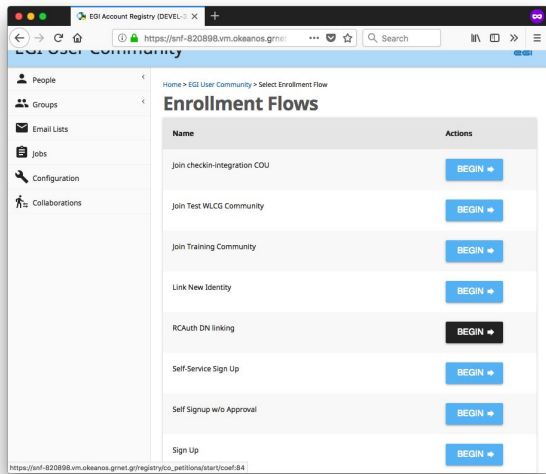 EGI Account Registry (DEVEL-
https://snf-820898.vm.okeanos.grnet
Search
EGI User Community
People
Groups
Email Lists
Jobs
Configuration
Collaborations
Home > EGI User Community > Select Enrollment Flow
Enrollment Flows
Name Actions
Join checkin-integration COU BEGIN
Join Test WLCG Community BEGIN
Join Training Community BEGIN
Link New Identity BEGIN
RCAuth DN linking BEGIN
Self-Service Sign Up BEGIN
Self Signup w/o Approval BEGIN
Sign Up BEGIN
https://snf-820898.vm.okeanos.grnet.gr/registry/co_petitions/start/coef:84